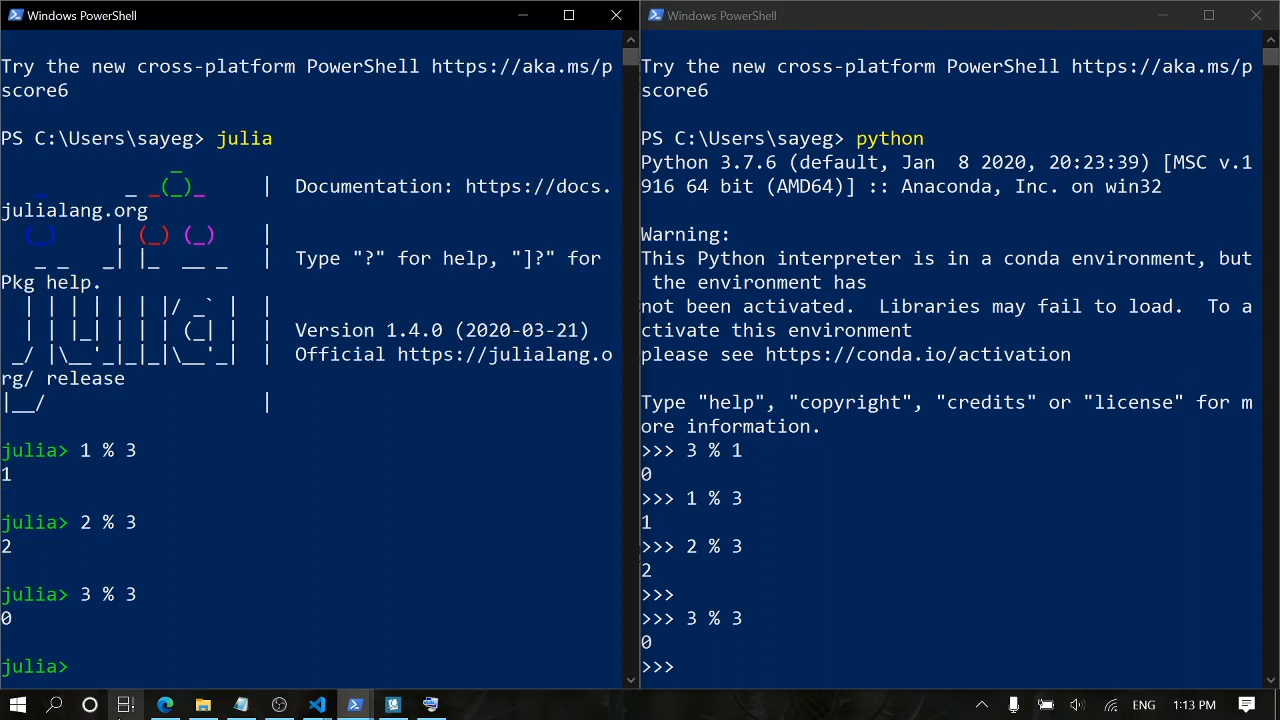 Windows PowerShell
Try the new cross-platform PowerShell https://aka.ms/p
score6
PS C:\Users\sayeg> julia
               _
   _       _ _(_)_     |  Documentation: https://docs.
julialang.org
  (_)     | (_) (_)    |
   _ _   _| |_  __ _   |  Type "?" for help, "]?" for
Pkg help.
  | | | | | | |/ _` |  |
  | | |_| | | | (_| |  |  Version 1.4.0 (2020-03-21)
 _/ |\__'_|_|_|\__'_|  |  Official https://julialang.o
rg/ release
|__/                   |
julia> 1 % 3
1
julia> 2 % 3
2
julia> 3 % 3
0
julia>
Windows PowerShell
Try the new cross-platform PowerShell https://aka.ms/p
score6
PS C:\Users\sayeg> python
Python 3.7.6 (default, Jan  8 2020, 20:23:39) [MSC v.1
916 64 bit (AMD64)] :: Anaconda, Inc. on win32
Warning:
This Python interpreter is in a conda environment, but
 the environment has
not been activated.  Libraries may fail to load.  To a
ctivate this environment
please see https://conda.io/activation
Type "help", "copyright", "credits" or "license" for m
ore information.
>>> 3 % 1
0
>>> 1 % 3
1
>>> 2 % 3
2
>>>
>>> 3 % 3
0
>>>
ENG
1:13 PM